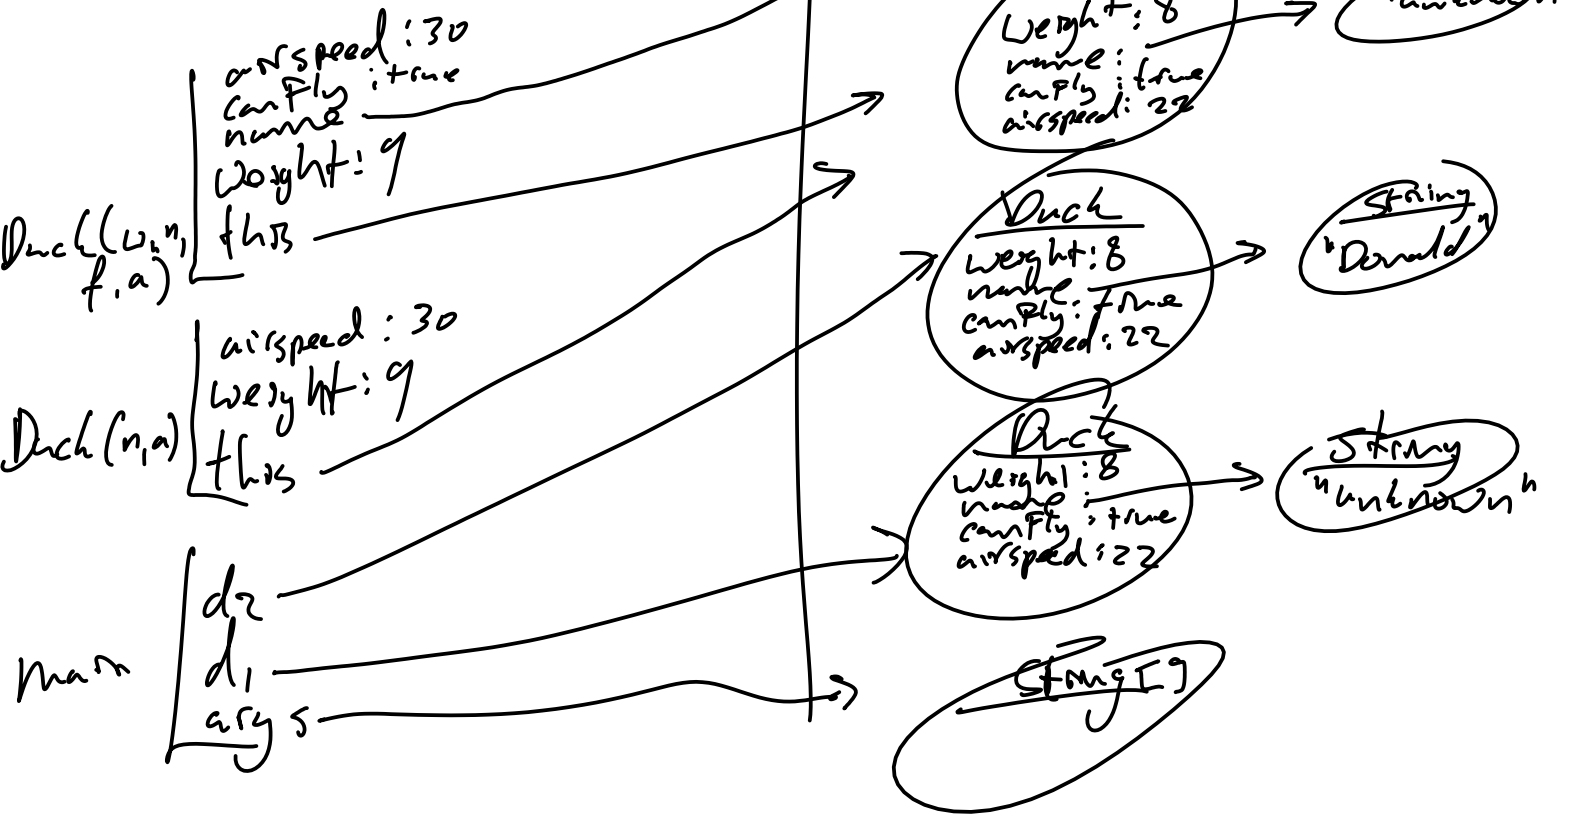 airspeed : 30
canFly : true
name
weight : 9
this
Duck(w, n,
f, a)
airspeed : 30
weight : 9
this
Duck(n,a)
d2
d1
args
main
weight : 8
name :
canFly : true
airspeed : 22
"unknown"
Duck
weight : 8
name :
canFly : true
airspeed : 22
String
"Donald"
Duck
weight : 8
name :
canFly : true
airspeed : 22
String
"unknown"
String[]